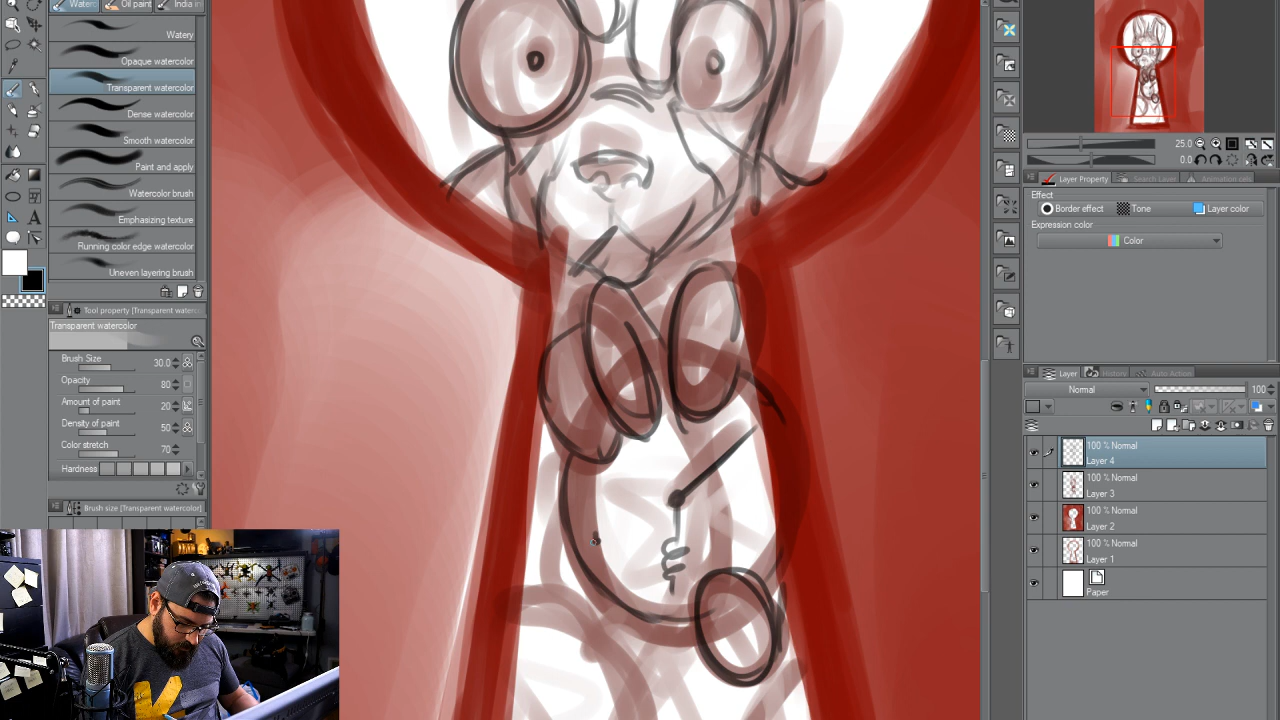 Waterc
Oil paint
India in
Watery
Opaque watercolor
Transparent watercolor
Dense watercolor
Smooth watercolor
Paint and apply
Watercolor brush
Emphasizing texture
Running color edge watercolor
Uneven layering brush
Tool property [Transparent waterc
Transparent watercolor
Brush Size 30.0
Opacity 80
Amount of paint 20
Density of paint 50
Color stretch 70
Hardness
Brush size [Transparent watercolor]
25.0
0.0
Layer Property
Search Layer
Animation cels
Effect
Border effect
Tone
Layer color
Expression color
Color
Layer
History
Auto Action
Normal
100
100 % Normal
Layer 4
100 % Normal
Layer 3
100 % Normal
Layer 2
100 % Normal
Layer 1
Paper